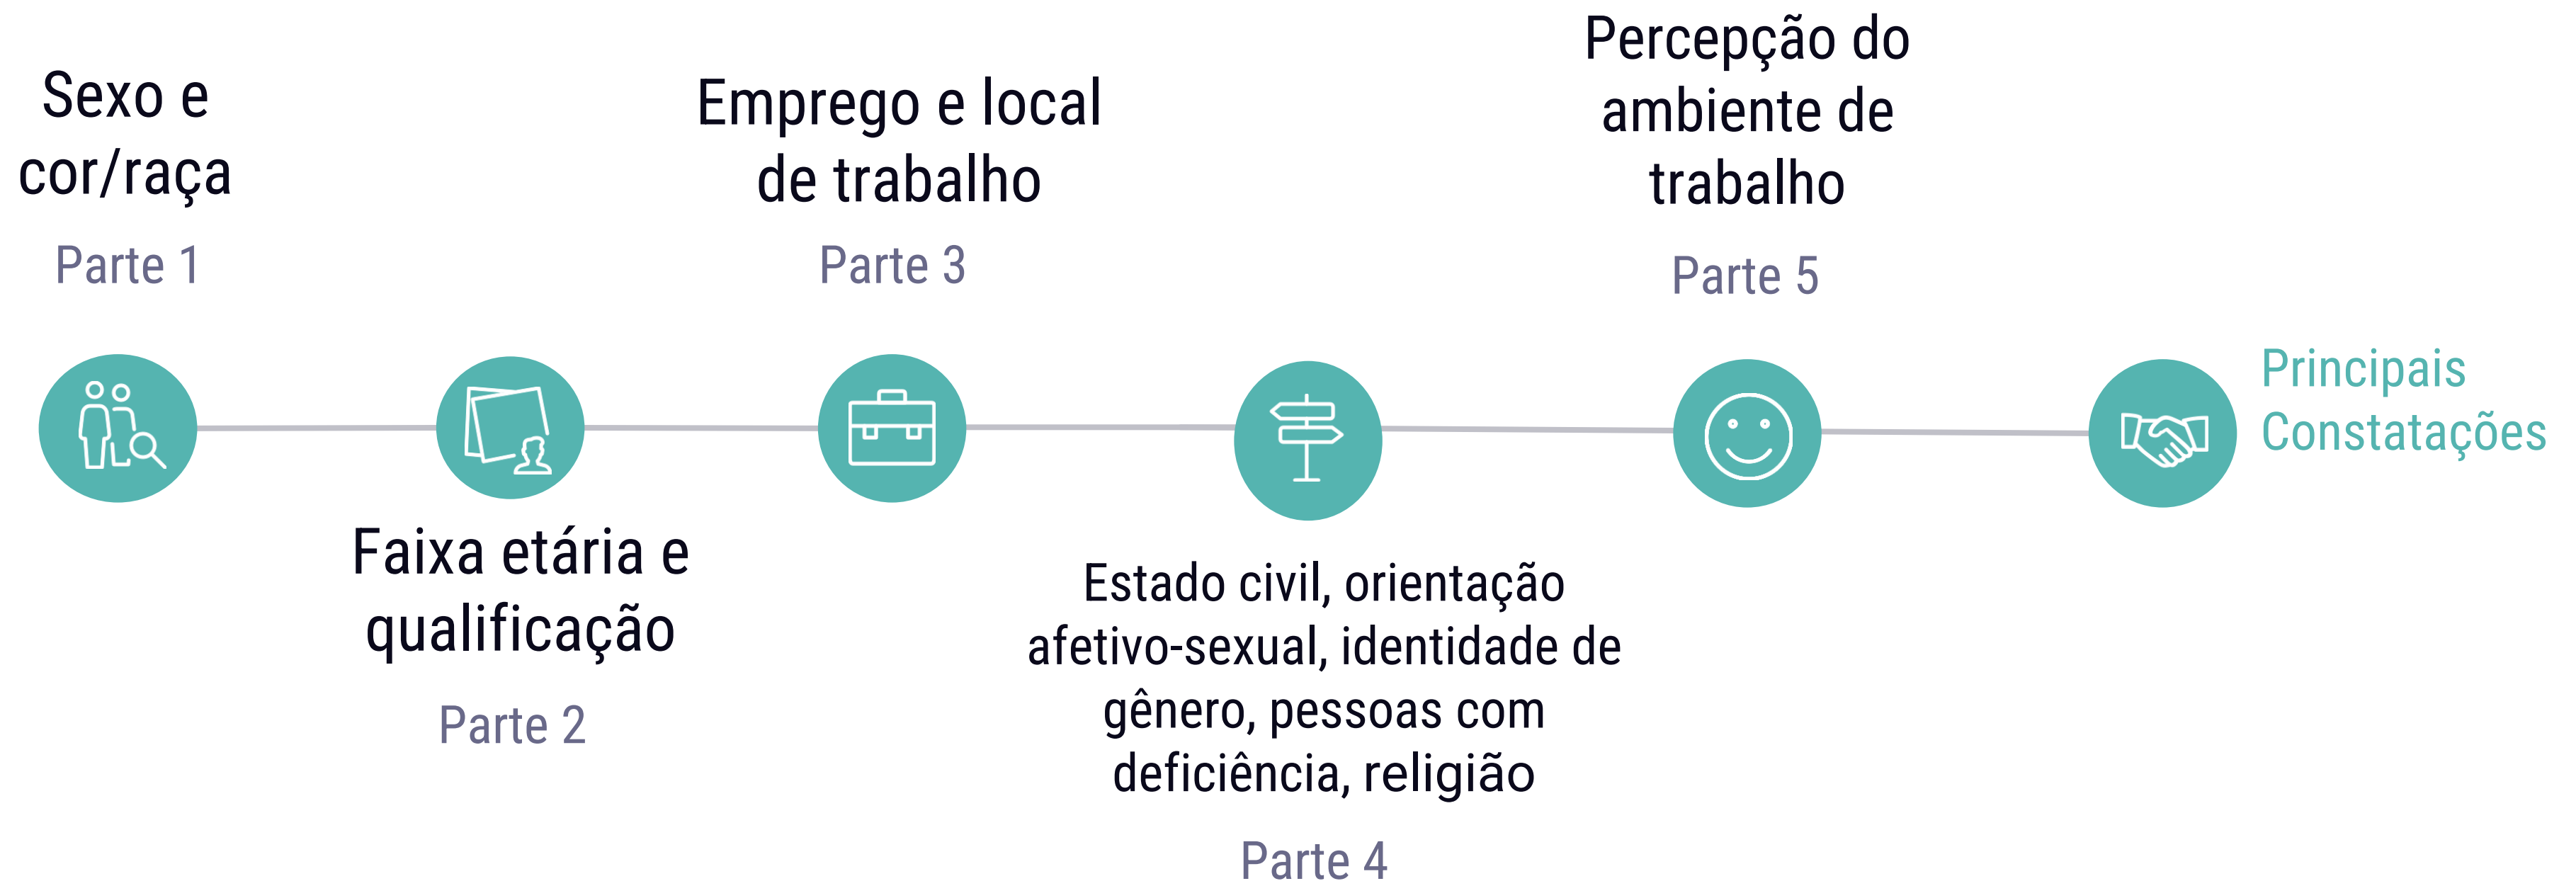 Sexo e
cor/raça
Parte 1
Faixa etária e
qualificação
Parte 2
Emprego e local
de trabalho
Parte 3
Estado civil, orientação
afetivo-sexual, identidade de
gênero, pessoas com
deficiência, religião
Parte 4
Percepção do
ambiente de
trabalho
Parte 5
Principais
Constatações